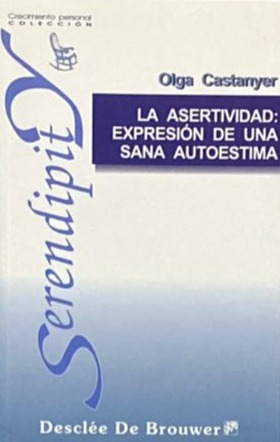 Crecimiento personal
COLECCIÓN
SerendipitY
Olga Castanyer
LA ASERTIVIDAD:
EXPRESIÓN DE UNA
SANA AUTOESTIMA
Desclée De Brouwer